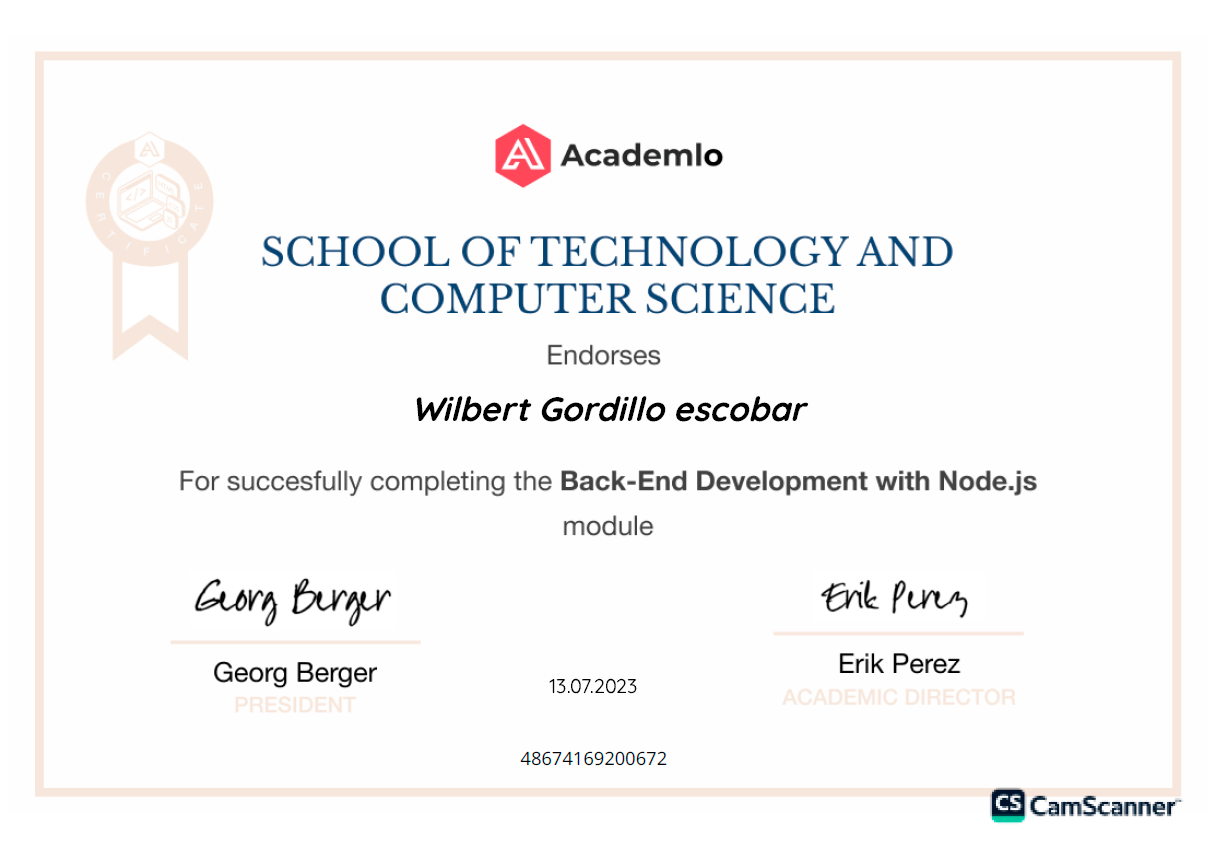 Academlo
CERTIFICATE
SCHOOL OF TECHNOLOGY AND
COMPUTER SCIENCE
Endorses
Wilbert Gordillo escobar
For succesfully completing the Back-End Development with Node.js
module
Georg Berger
Erik Perez
Georg Berger
Erik Perez
PRESIDENT
13.07.2023
ACADEMIC DIRECTOR
48674169200672
CS CamScanner